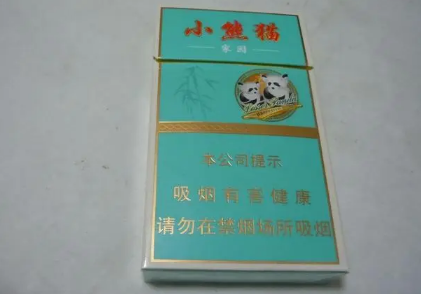 小熊猫
家园
本公司提示
吸烟有害健康
请勿在禁烟场所吸烟